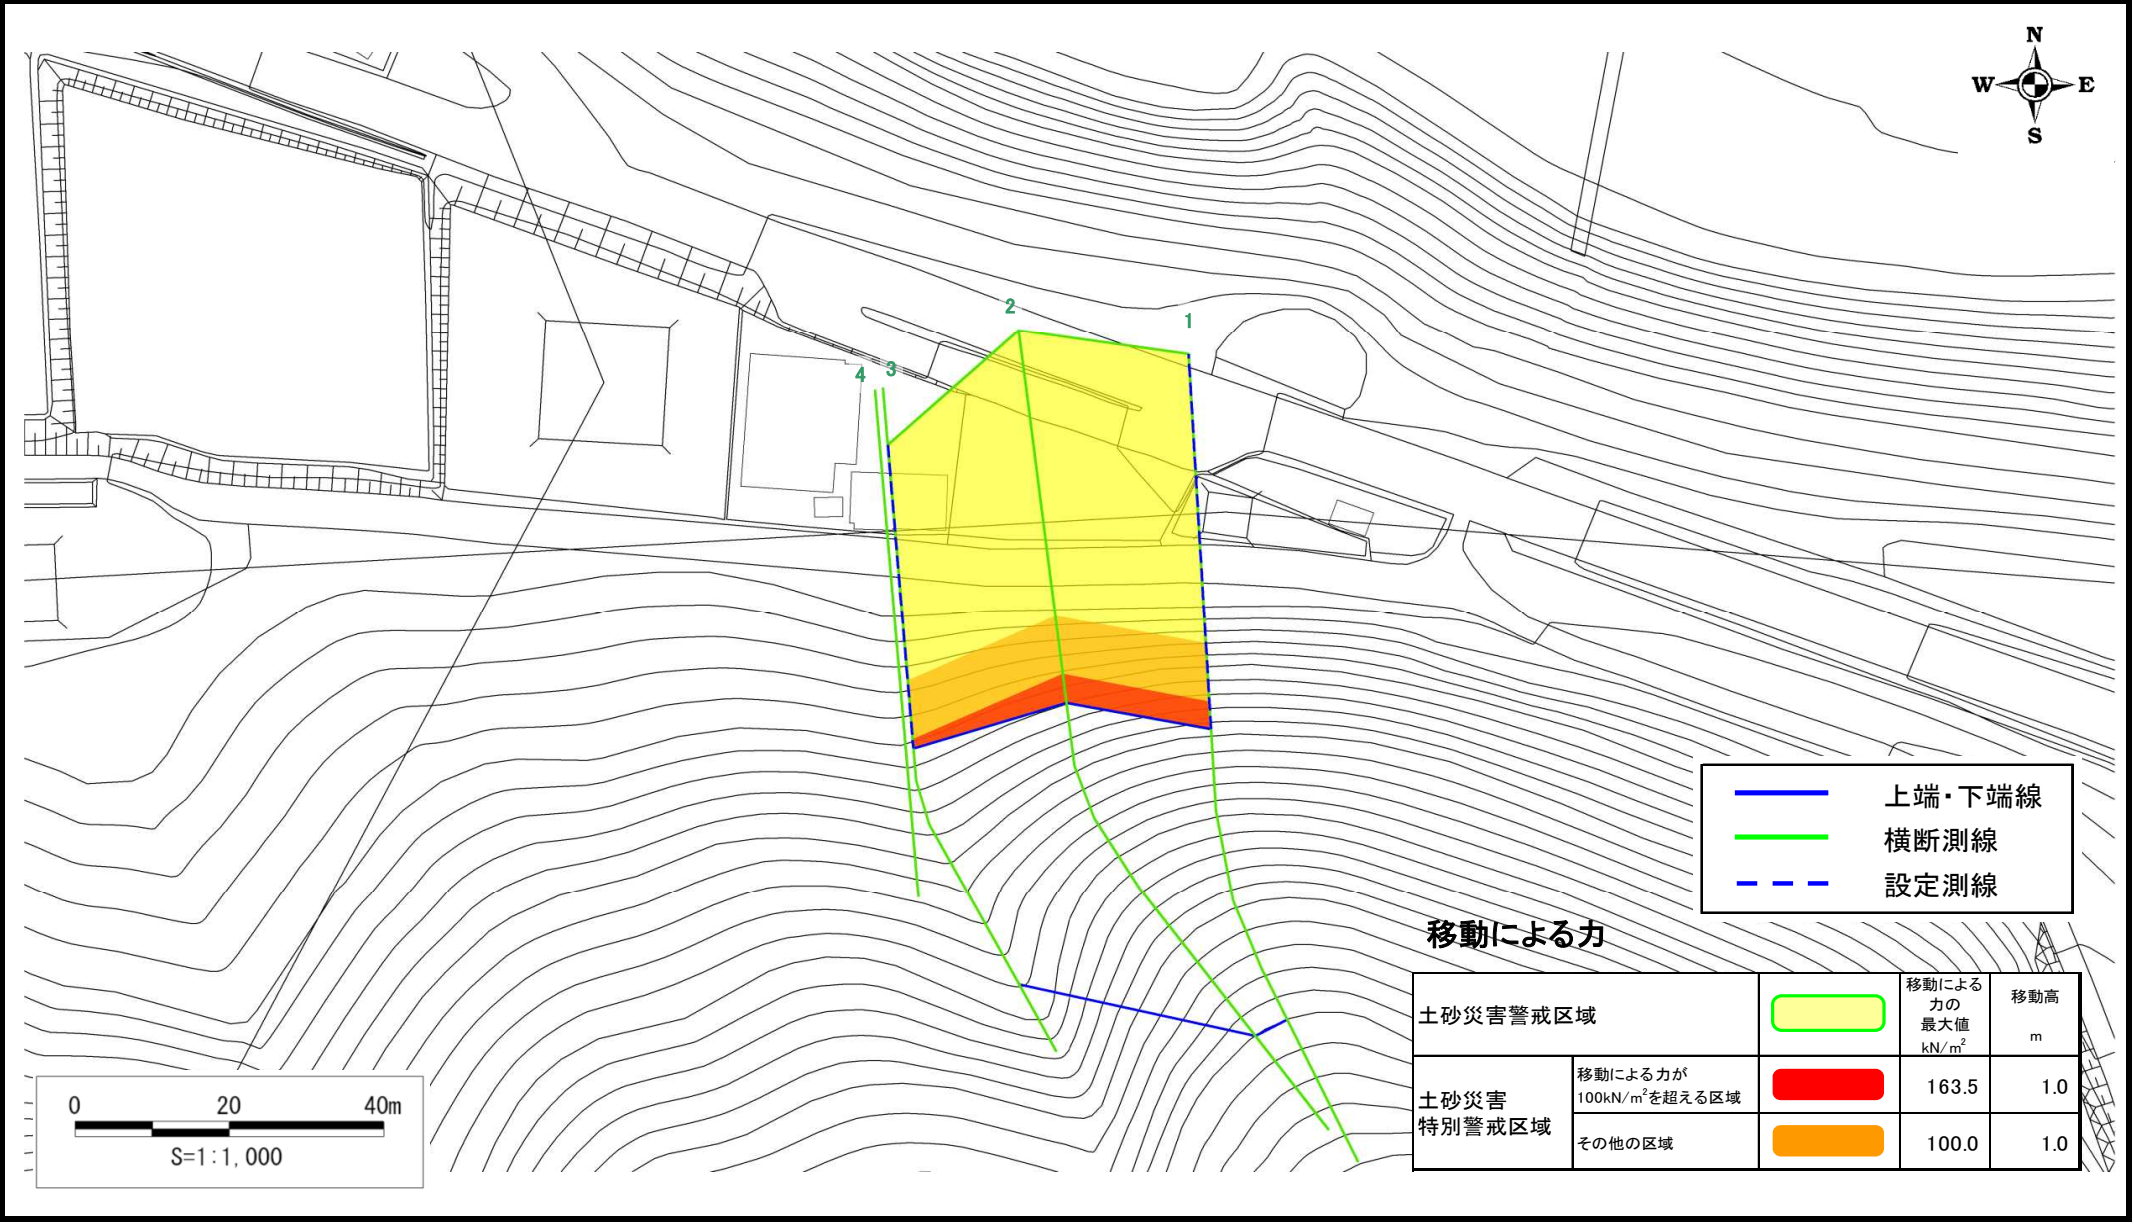 N
W E
S
2
1
4 3
上端・下端線
横断測線
設定測線
移動による力
土砂災害警戒区域
移動による
力の
最大値
kN/m²
移動高
m
土砂災害
特別警戒区域
移動による力が
100kN/m²を超える区域
163.5
1.0
その他の区域
100.0
1.0
0 20 40m
S=1:1,000